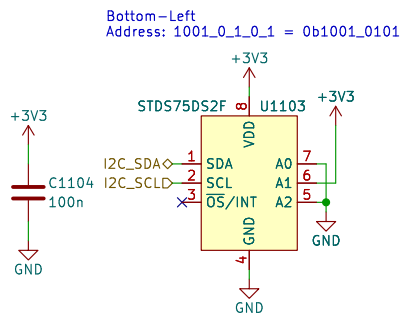 Bottom-Left
Address: 1001_0_1_0_1 = 0b1001_0101
+3V3
STDS75DS2F
U1103
+3V3
+3V3
8
VDD
I2C_SDA
1
SDA
A0
7
I2C_SCL
2
SCL
A1
6
3
OS/INT
A2
5
C1104
100n
GND
4
GND
GND
GND